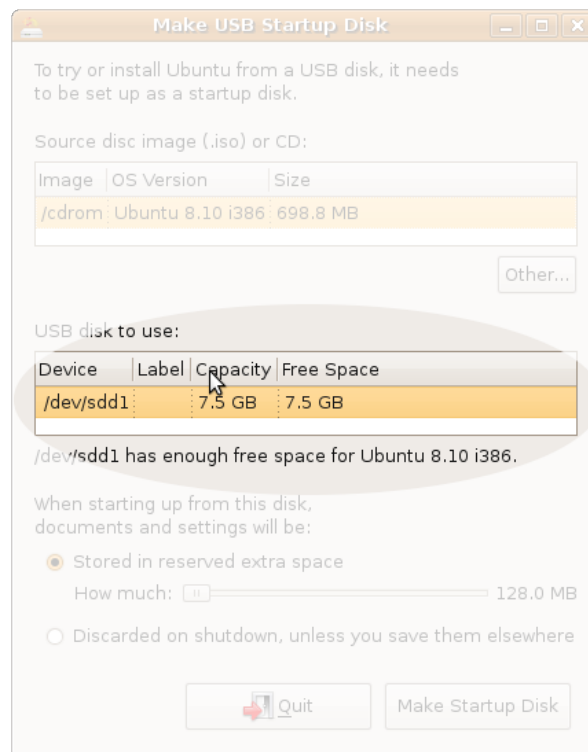 Make USB Startup Disk
To try or install Ubuntu from a USB disk, it needs
to be set up as a startup disk.
Source disc image (.iso) or CD:
Image OS Version Size
/cdrom Ubuntu 8.10 i386 698.8 MB
Other...
USB disk to use:
Device Label Capacity Free Space
/dev/sdd1 7.5 GB 7.5 GB
/dev/sdd1 has enough free space for Ubuntu 8.10 i386.
When starting up from this disk,
documents and settings will be:
Stored in reserved extra space
How much: 128.0 MB
Discarded on shutdown, unless you save them elsewhere
Quit Make Startup Disk